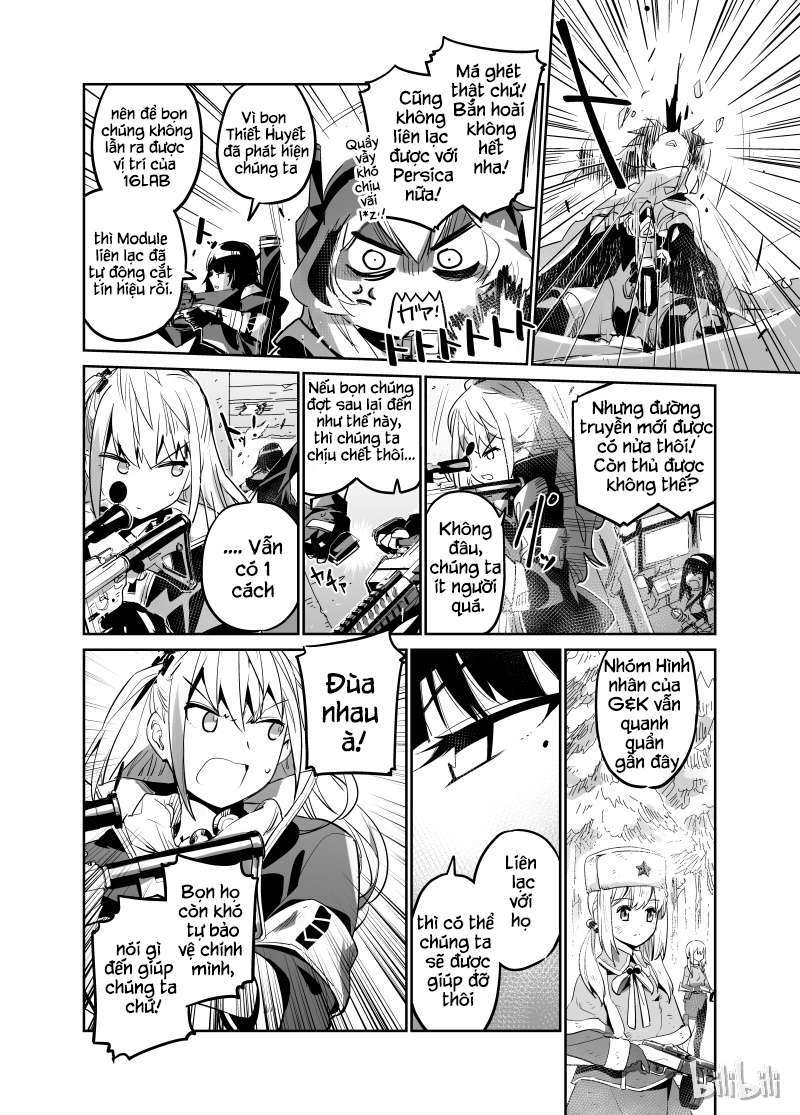 Má ghét
thật chứ!
Bắn hoài
không
hết
nha!
Cũng
không
liên lạc
được
với
Persica
nữa!
Quấy
vầy
khó
chịu
vãi
l*z!
ガァ!
Vì bọn
Thiết Huyết
đã phát hiện
chúng ta
nên để bọn
chúng không
lần ra được
vị trí của
16LAB
thì Module
liên lạc đã
tự động cắt
tín hiệu rồi.
Nhưng đường
truyền mới được
có nửa thôi!
Còn thủ được
không thế?
Không
đâu,
chúng ta
ít người
quá.
Nếu bọn chúng
đợt sau lại đến
như thế này,
thì chúng ta
chịu chết thôi...
.... Vẫn
có 1
cách
Nhóm Hình
nhân của
G&K vẫn
quanh
quẩn
gần đây
Liên
lạc với
họ
thì có thể
chúng ta
sẽ được
giúp đỡ
thôi
Đùa
nhau
à!
Bọn họ
còn khó
tự bảo
vệ chính
mình,
nói gì
đến giúp
chúng ta
chứ!
bilibili